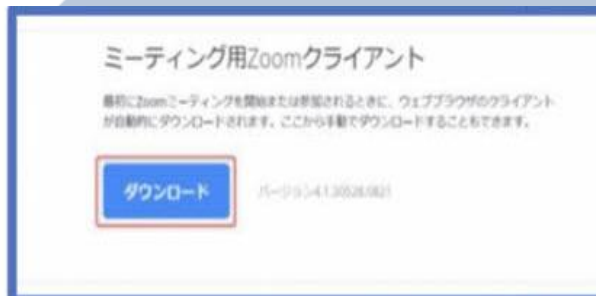 ミーティング用Zoomクライアント
最初にZoomミーティングを開始または参加されるときに、ウェブブラウザのクライアント
が自動的にダウンロードされます。ここから手動でダウンロードすることもできます。
ダウンロード
バージョン